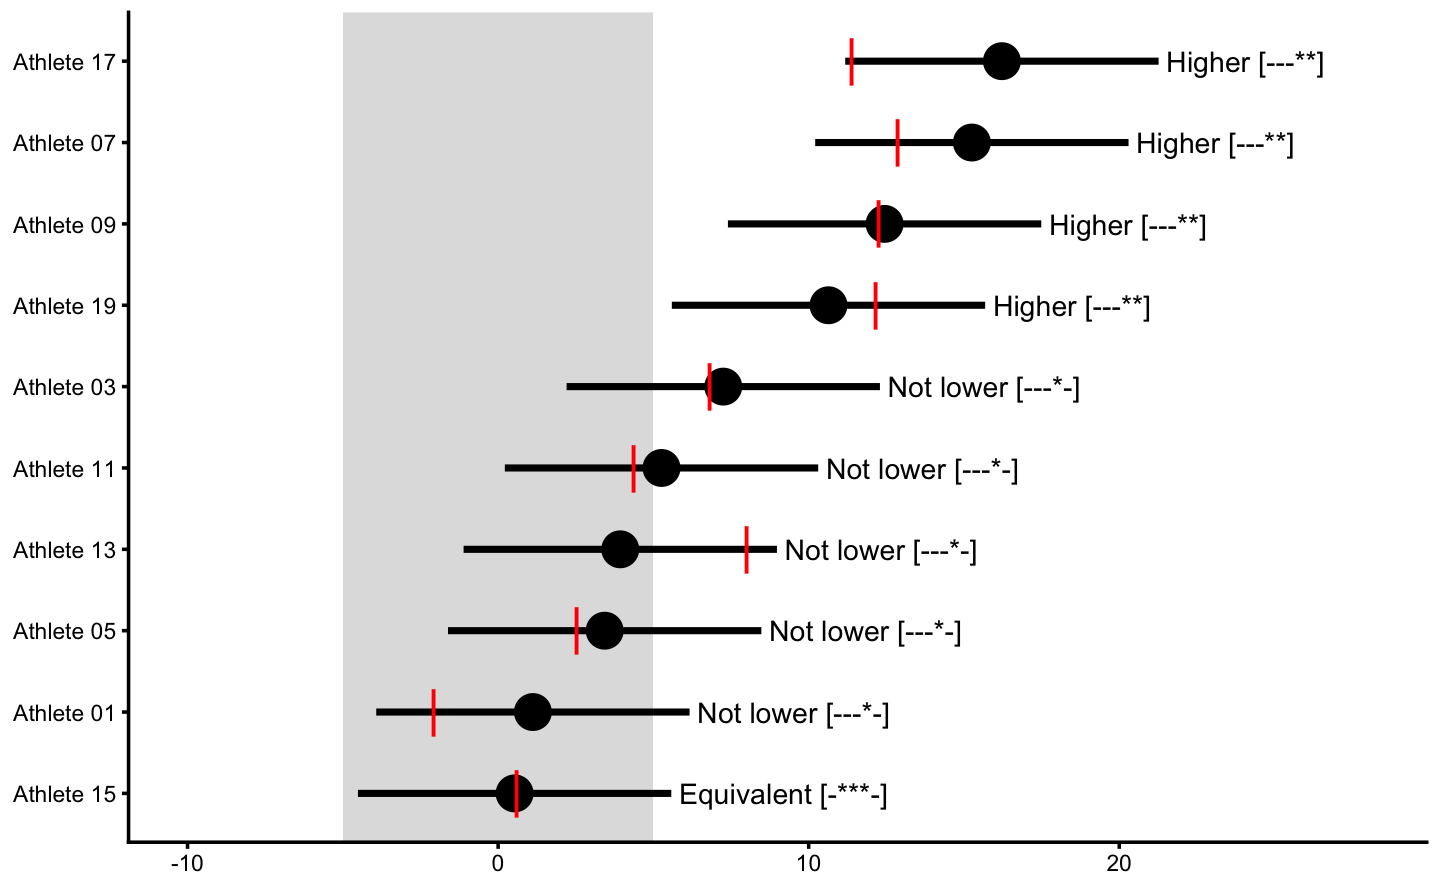 Athlete 17 Higher [---**]
Athlete 07 Higher [---**]
Athlete 09 Higher [---**]
Athlete 19 Higher [---**]
Athlete 03 Not lower [---*-]
Athlete 11 Not lower [---*-]
Athlete 13 Not lower [---*-]
Athlete 05 Not lower [---*-]
Athlete 01 Not lower [---*-]
Athlete 15 Equivalent [-***-]
-10 0 10 20